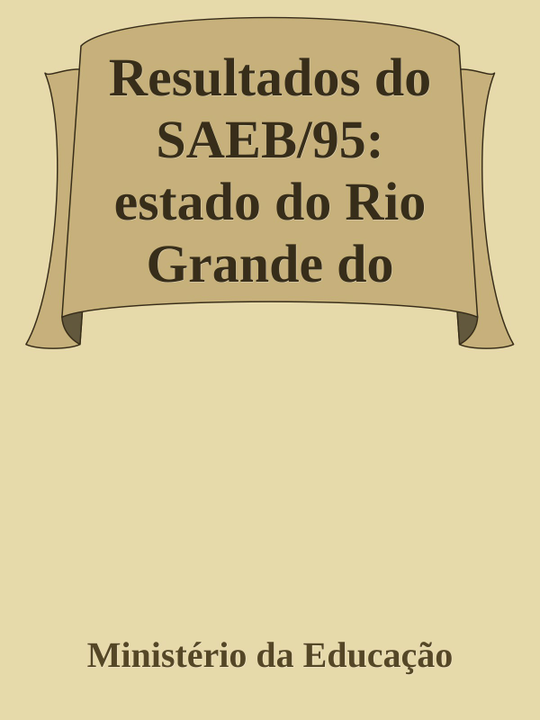 Resultados do
SAEB/95:
estado do Rio
Grande do
Ministério da Educação